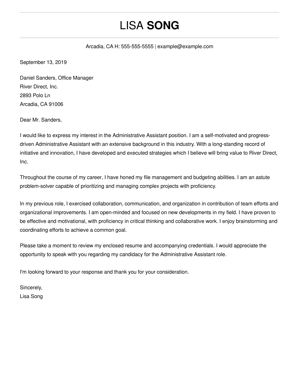 LISA SONG
Arcadia, CA H: 555-555-5555 | example@example.com
September 13, 2019
Daniel Sanders, Office Manager
River Direct, Inc.
2893 Polo Ln
Arcadia, CA 91006
Dear Mr. Sanders,
I would like to express my interest in the Administrative Assistant position. I am a self-motivated and progress-
driven Administrative Assistant with an extensive background in this industry. With a long-standing record of
initiative and innovation, I have developed and executed strategies which I believe will bring value to River Direct,
Inc.
Throughout the course of my career, I have honed my file management and budgeting abilities. I am an astute
problem-solver capable of prioritizing and managing complex projects with proficiency.
In my previous role, I exercised collaboration, communication, and organization in contribution of team efforts and
organizational improvements. I am open-minded and focused on new developments in my field. I have proven to
be effective and motivational, with proficiency in critical thinking and collaborative work. I enjoy brainstorming and
coordinating efforts to achieve a common goal.
Please take a moment to review my enclosed resume and accompanying credentials. I would appreciate the
opportunity to speak with you regarding my candidacy for the Administrative Assistant role.
I'm looking forward to your response and thank you for your consideration.
Sincerely,
Lisa Song